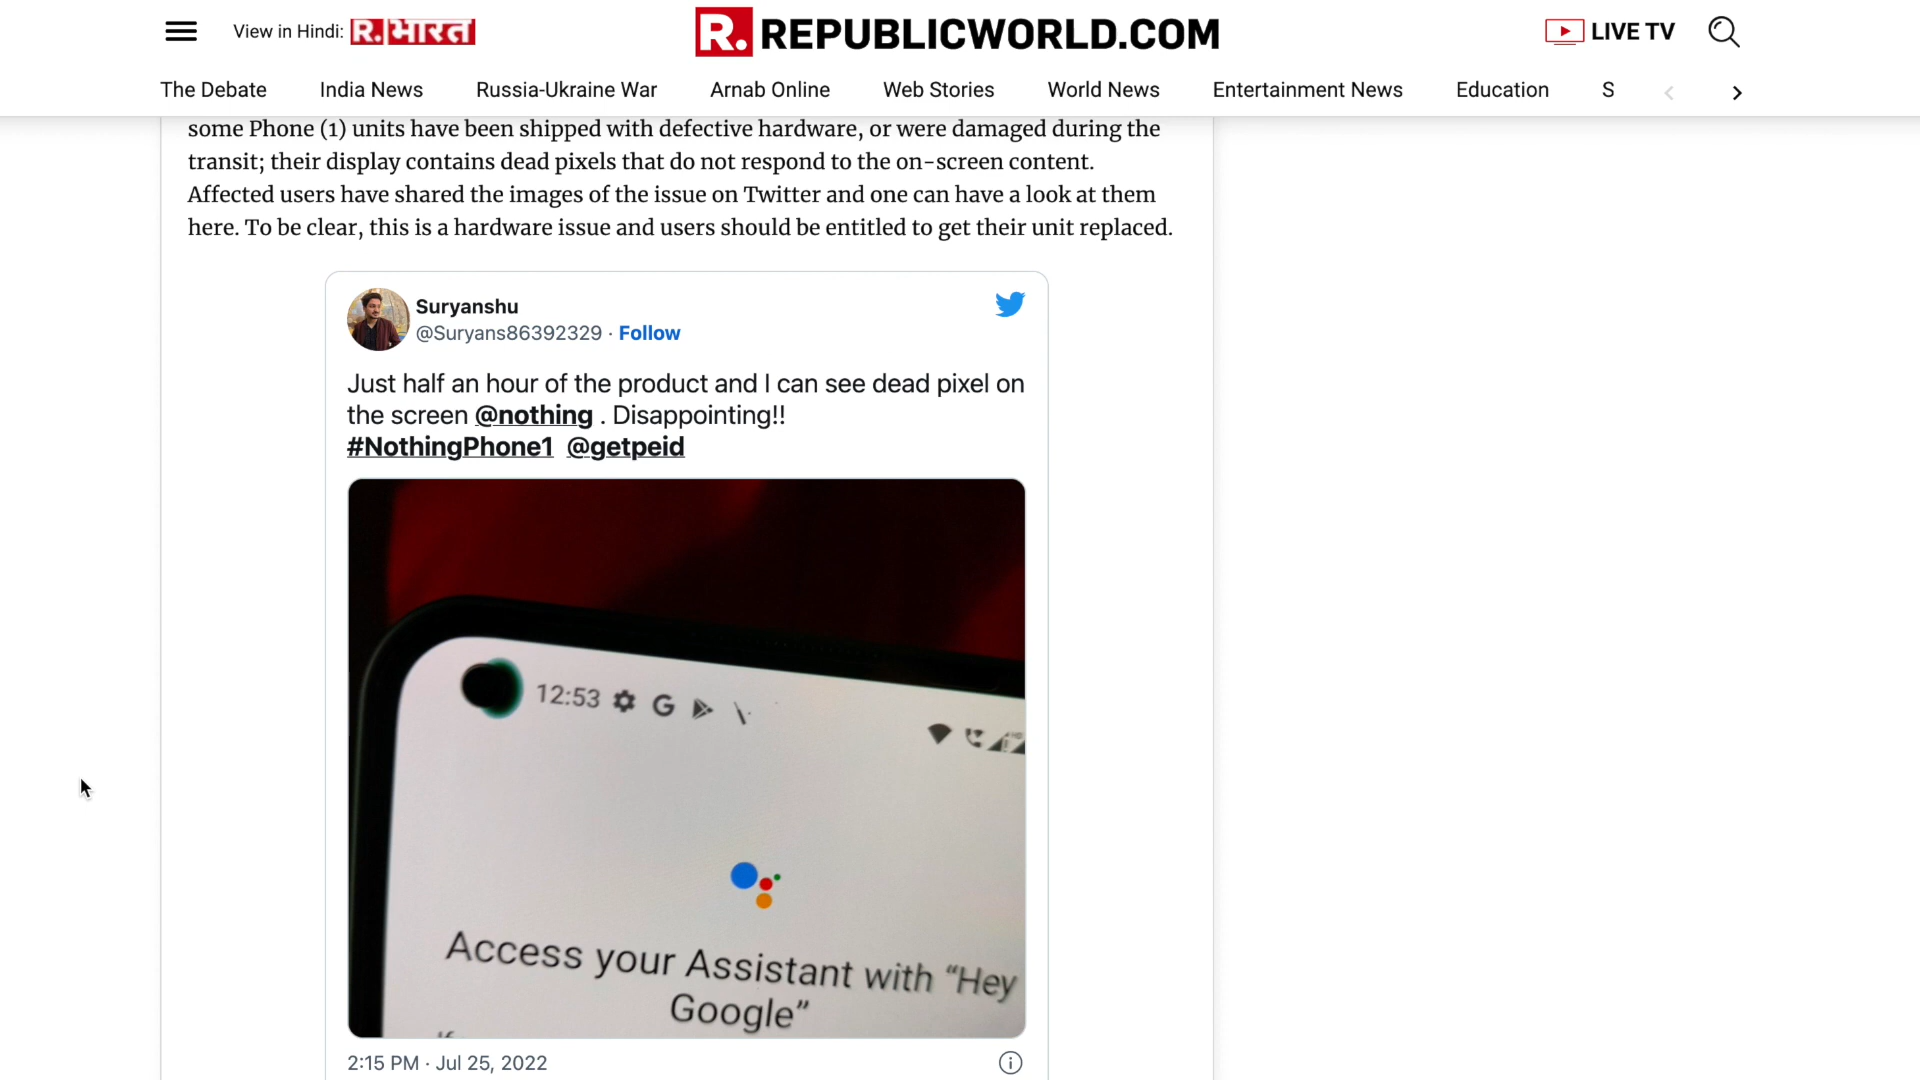 View in Hindi: R.भारत
R. REPUBLICWORLD.COM
LIVE TV
The Debate India News Russia-Ukraine War Arnab Online Web Stories World News Entertainment News Education S
some Phone (1) units have been shipped with defective hardware, or were damaged during the
transit; their display contains dead pixels that do not respond to the on-screen content.
Affected users have shared the images of the issue on Twitter and one can have a look at them
here. To be clear, this is a hardware issue and users should be entitled to get their unit replaced.
Suryanshu
@Suryans86392329 · Follow
Just half an hour of the product and I can see dead pixel on
the screen @nothing . Disappointing!!
#NothingPhone1 @getpeid
12:53 G
Access your Assistant with “Hey
Google”
2:15 PM · Jul 25, 2022